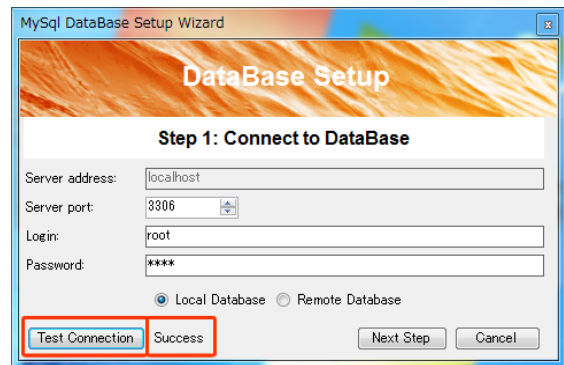 MySql DataBase Setup Wizard
DataBase Setup
Step 1: Connect to DataBase
Server address: localhost
Server port: 3306
Login: root
Password: ****
Local Database Remote Database
Test Connection Success Next Step Cancel